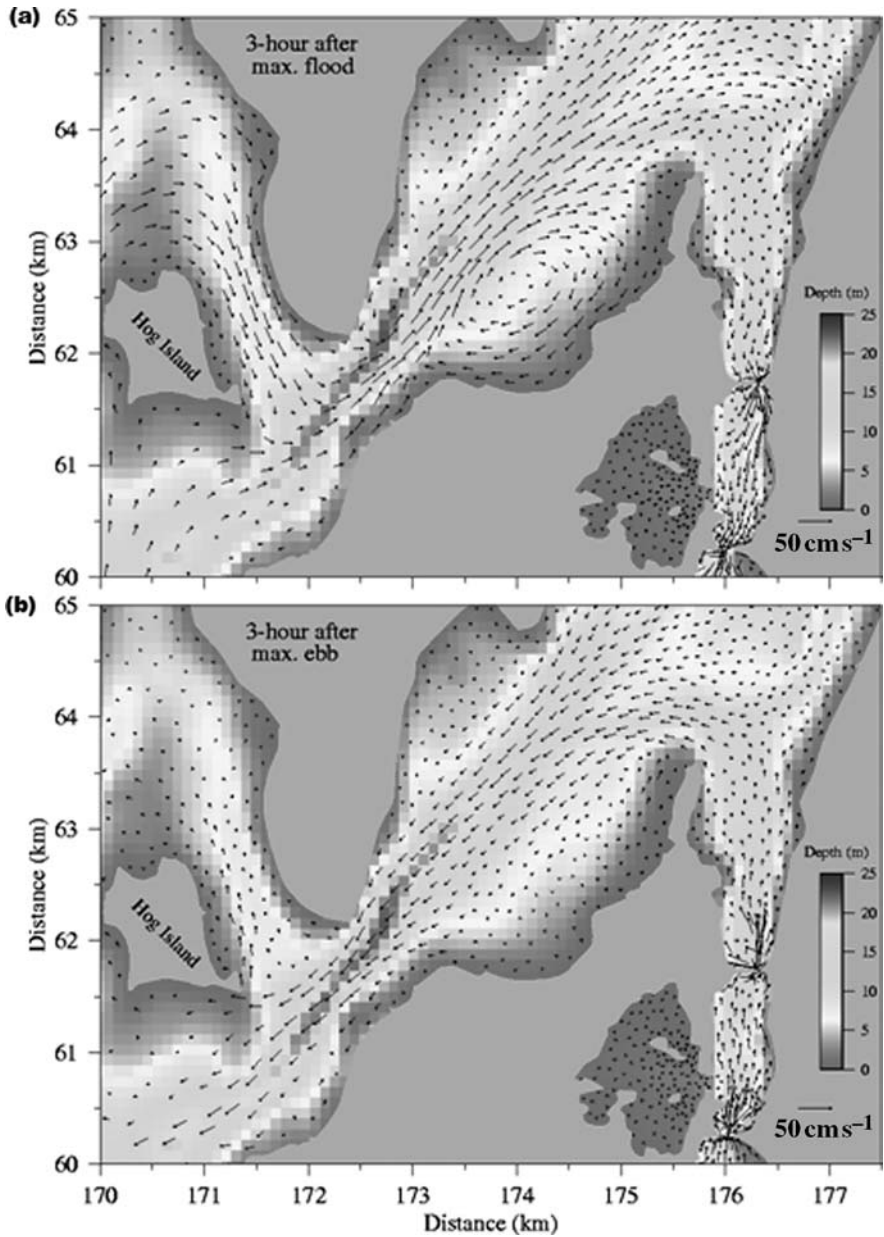 (a)
65
64
63
62
61
60
Distance (km)
3-hour after
max. flood
Hog Island
Depth (m)
25
20
15
10
5
0
50 cm s–1
(b)
65
64
63
62
61
60
Distance (km)
3-hour after
max. ebb
Hog Island
Depth (m)
25
20
15
10
5
0
50 cm s–1
170 171 172 173 174 175 176 177
Distance (km)